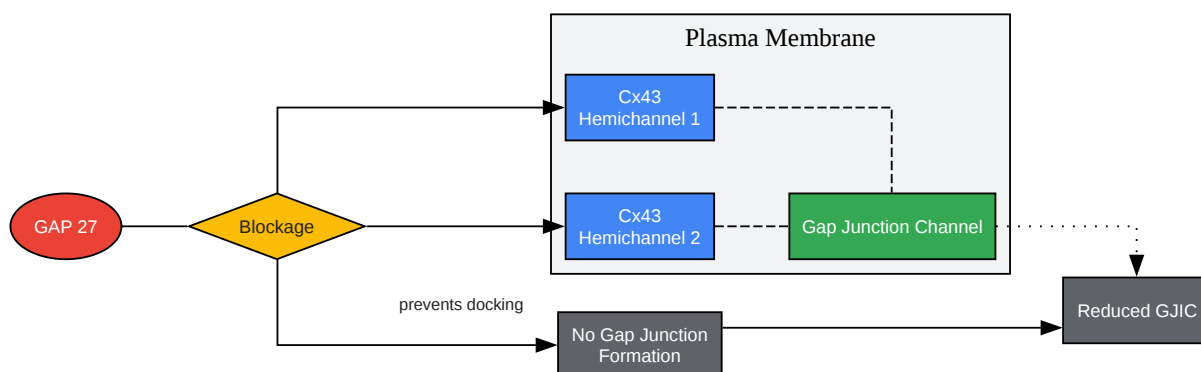 Plasma Membrane
Cx43
Hemichannel 1
GAP 27
Blockage
Cx43
Hemichannel 2
Gap Junction Channel
prevents docking
No Gap Junction
Formation
Reduced GJIC